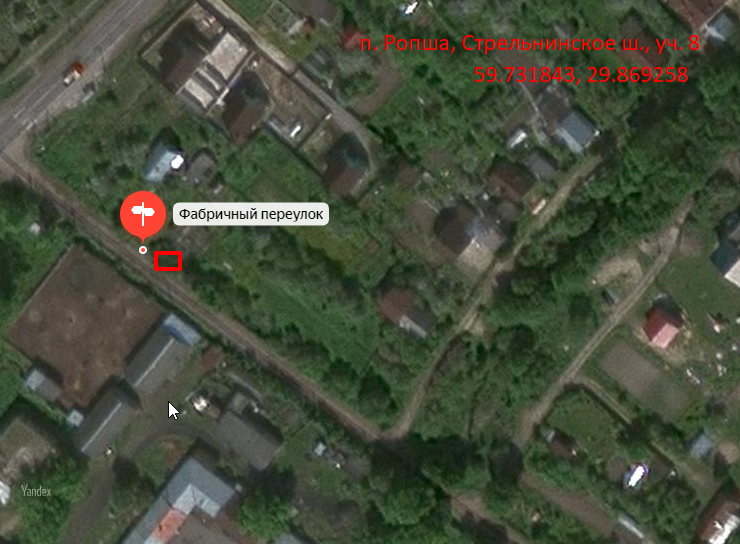 п. Ропша, Стрельнинское ш., уч. 8
59.731843, 29.869258
Фабричный переулок
Yandex